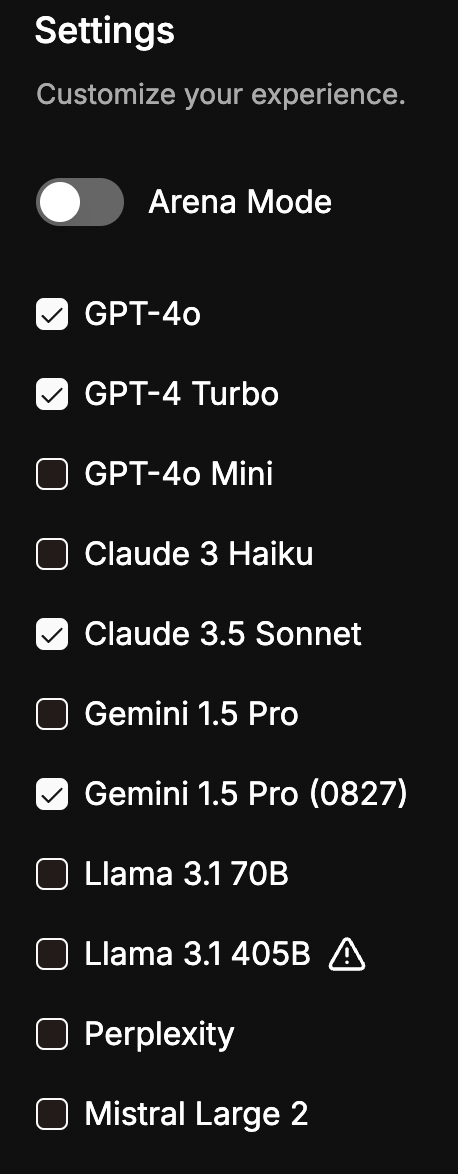 Settings
Customize your experience.
Arena Mode
GPT-4o
GPT-4 Turbo
GPT-4o Mini
Claude 3 Haiku
Claude 3.5 Sonnet
Gemini 1.5 Pro
Gemini 1.5 Pro (0827)
Llama 3.1 70B
Llama 3.1 405B
Perplexity
Mistral Large 2